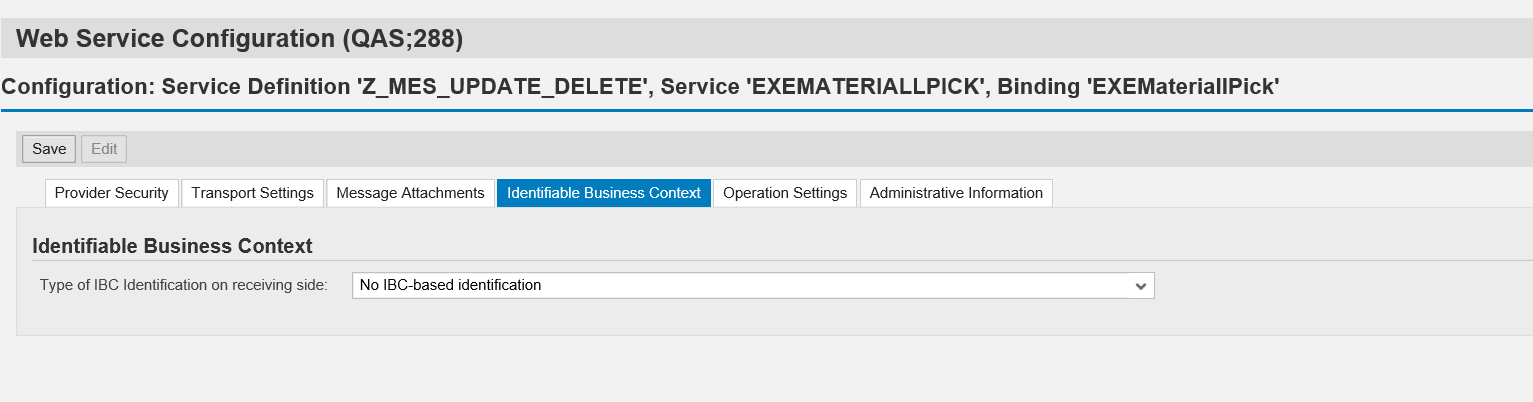 Web Service Configuration (QAS;288)
Configuration: Service Definition 'Z_MES_UPDATE_DELETE', Service 'EXEMATERIALLPICK', Binding 'EXEMateriallPick'
Save Edit
Provider Security Transport Settings Message Attachments Identifiable Business Context Operation Settings Administrative Information
Identifiable Business Context
Type of IBC Identification on receiving side: No IBC-based identification